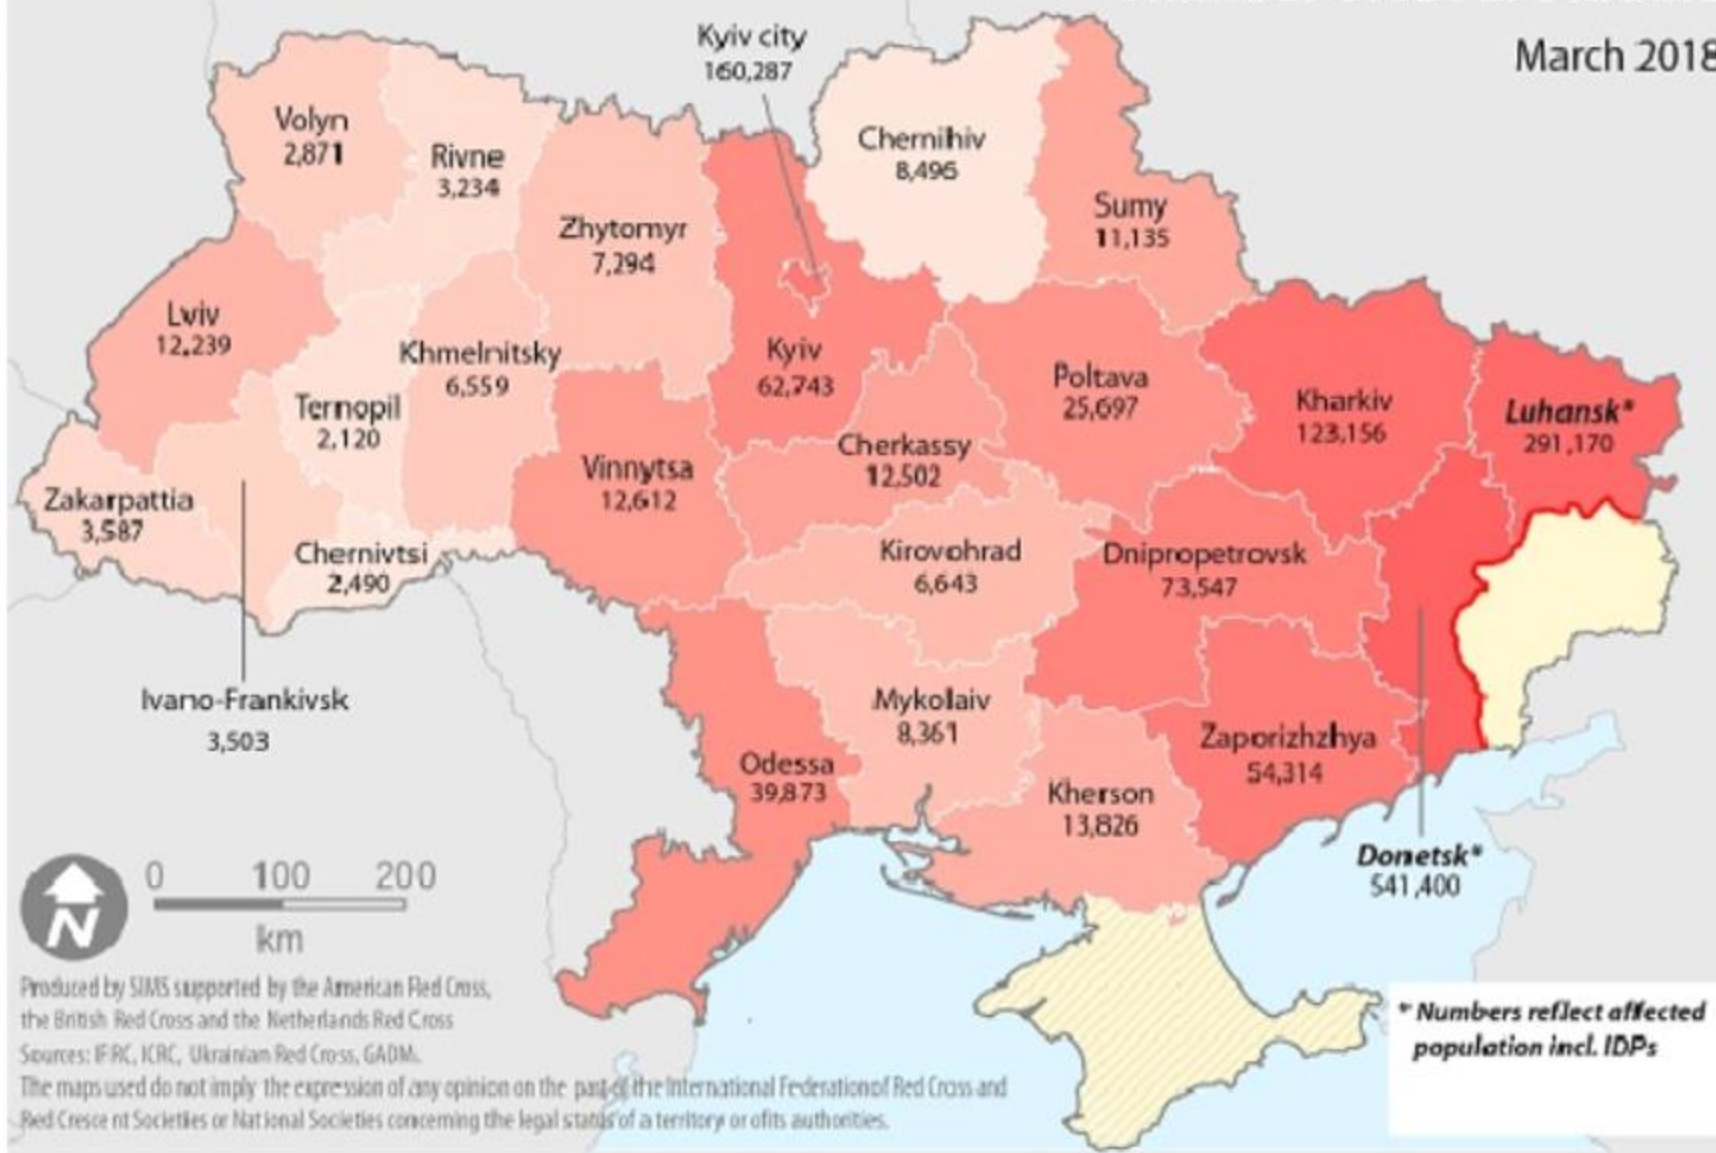 March 2018
Kyiv city
160,287
Volyn
2,871
Rivne
3,234
Chernihiv
8,496
Sumy
11,135
Zhytomyr
7,294
Lviv
12,239
Khmelnitsky
6,559
Kyiv
62,743
Poltava
25,697
Kharkiv
123,156
Luhansk*
291,170
Ternopil
2,120
Cherkassy
12,502
Vinnytsa
12,612
Zakarpattia
3,587
Chernivtsi
2,490
Kirovohrad
6,643
Dnipropetrovsk
73,547
Ivano-Frankivsk
3,503
Mykolaiv
8,361
Zaporizhzhya
54,314
Odessa
39,873
Kherson
13,826
Donetsk*
541,400
0 100 200
km
N
Produced by SIMS supported by the American Red Cross,
the British Red Cross and the Netherlands Red Cross
Sources: IFRC, ICRC, Ukrainian Red Cross, GADM.
The maps used do not imply the expression of any opinion on the part of the International Federation of Red Cross and
Red Crescent Societies or National Societies concerning the legal status of a territory or of its authorities.
* Numbers reflect affected
population incl. IDPs